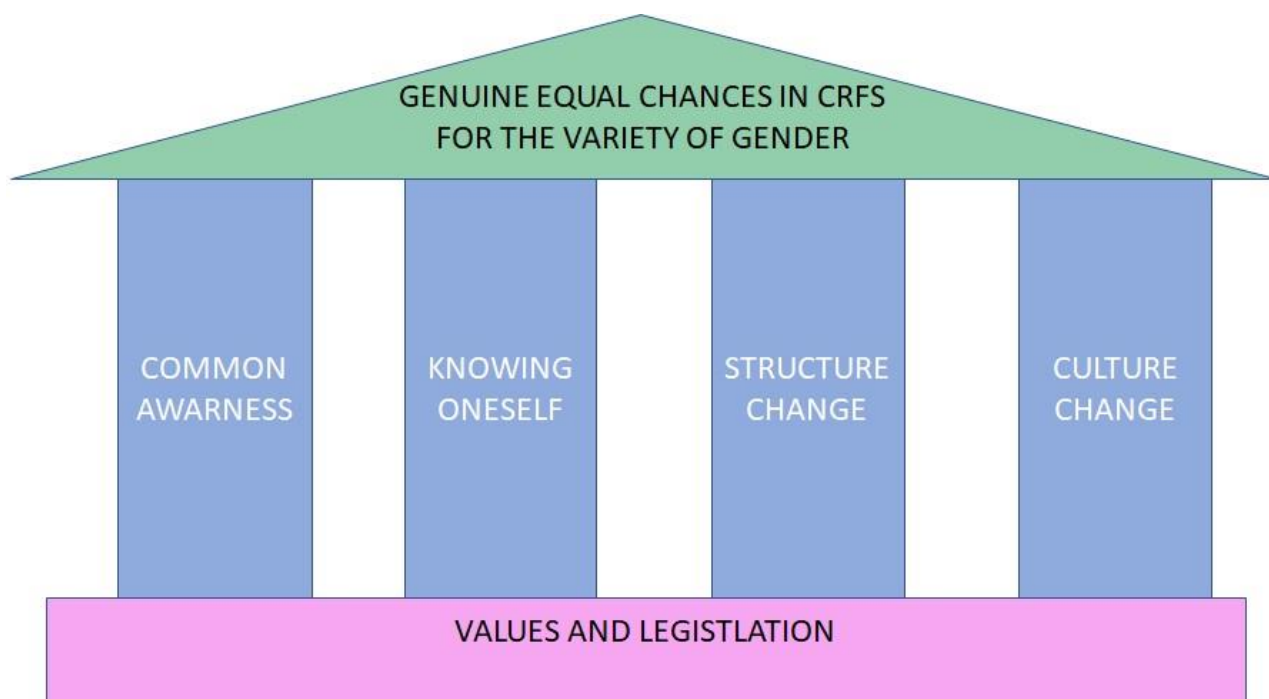 GENUINE EQUAL CHANCES IN CRFS
FOR THE VARIETY OF GENDER
COMMON
AWARNESS
KNOWING
ONESELF
STRUCTURE
CHANGE
CULTURE
CHANGE
VALUES AND LEGISTLATION